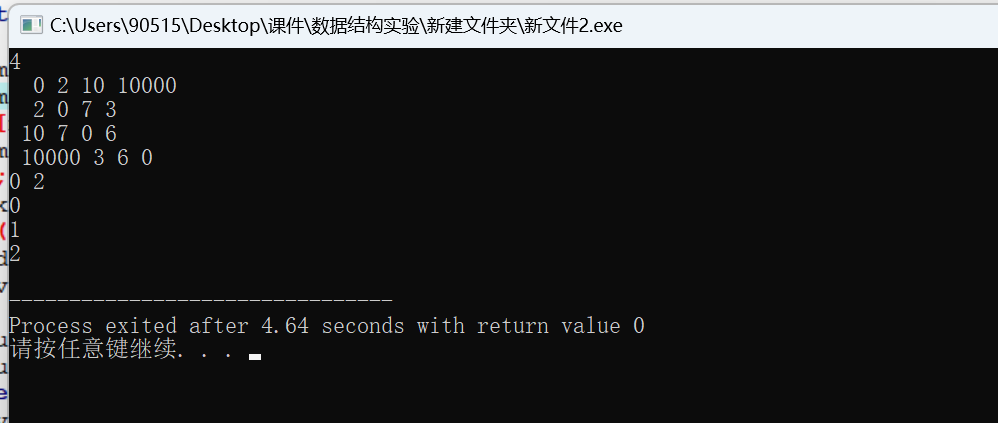 C:\Users\90515\Desktop\课件\数据结构实验\新建文件夹\新文件2.exe
4
0 2 10 10000
2 0 7 3
10 7 0 6
10000 3 6 0
0 2
0
1
2
--------------------------------
Process exited after 4.64 seconds with return value 0
请按任意键继续. . .